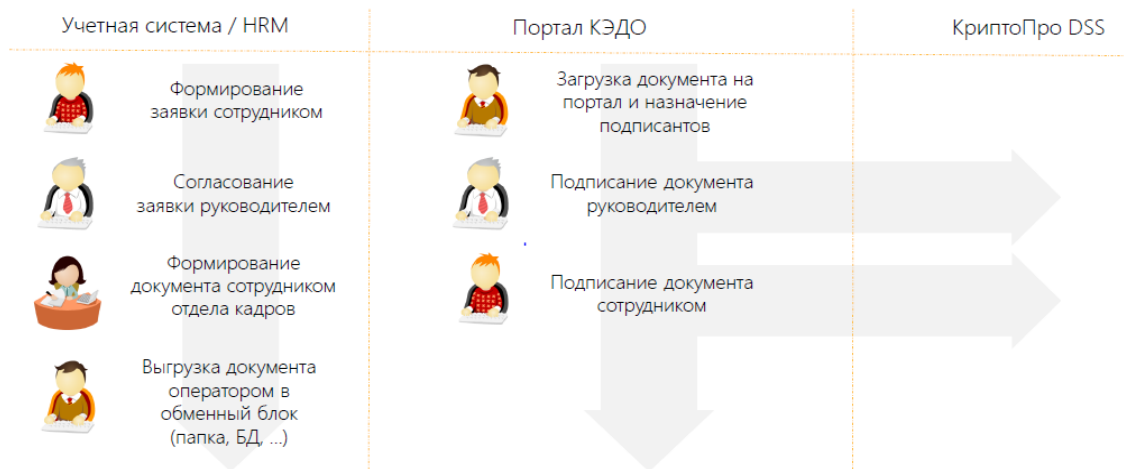 Учетная система / HRM
Портал КЭДО
КриптоПро DSS
Формирование
заявки сотрудником
Согласование
заявки руководителем
Формирование
документа сотрудником
отдела кадров
Выгрузка документа
оператором в
обменный блок
(папка, БД, ...)
Загрузка документа на
портал и назначение
подписантов
Подписание документа
руководителем
Подписание документа
сотрудником